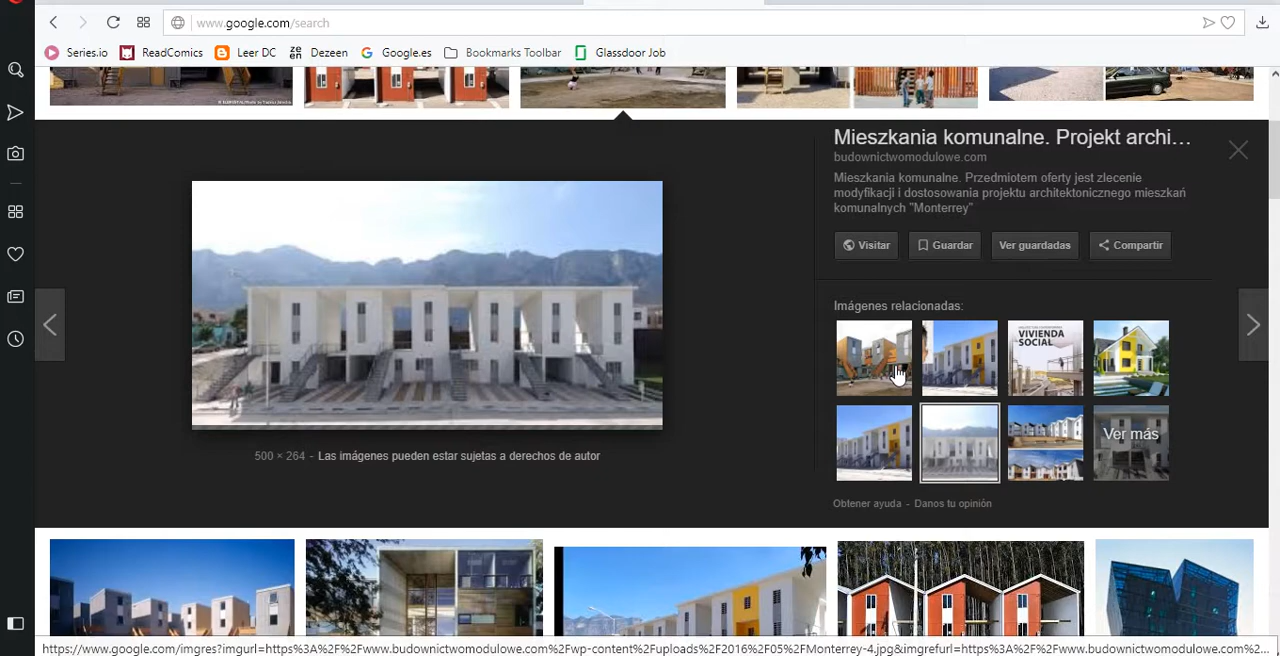 www.google.com/search
Series.io ReadComics Leer DC ze en Dezeen Google.es Bookmarks Toolbar Glassdoor Job
Mieszkania komunalne. Projekt archi...
budownictwomodulowe.com
Mieszkania komunalne. Przedmiotem oferty jest zlecenie
modyfikacji i dostosowania projektu architektonicznego mieszkań
komunalnych "Monterrey"
Visitar Guardar Ver guardadas Compartir
Imágenes relacionadas:
VIVIENDA
SOCIAL
Ver más
500 × 264 - Las imágenes pueden estar sujetas a derechos de autor
Obtener ayuda - Danos tu opinión
https://www.google.com/imgres?imgurl=https%3A%2F%2Fwww.budownictwomodulowe.com%2Fwp-content%2Fuploads%2F2016%2F05%2FMonterrey-4.jpg&imgrefurl=https%3A%2F%2Fwww.budownictwomodulowe.com%2...